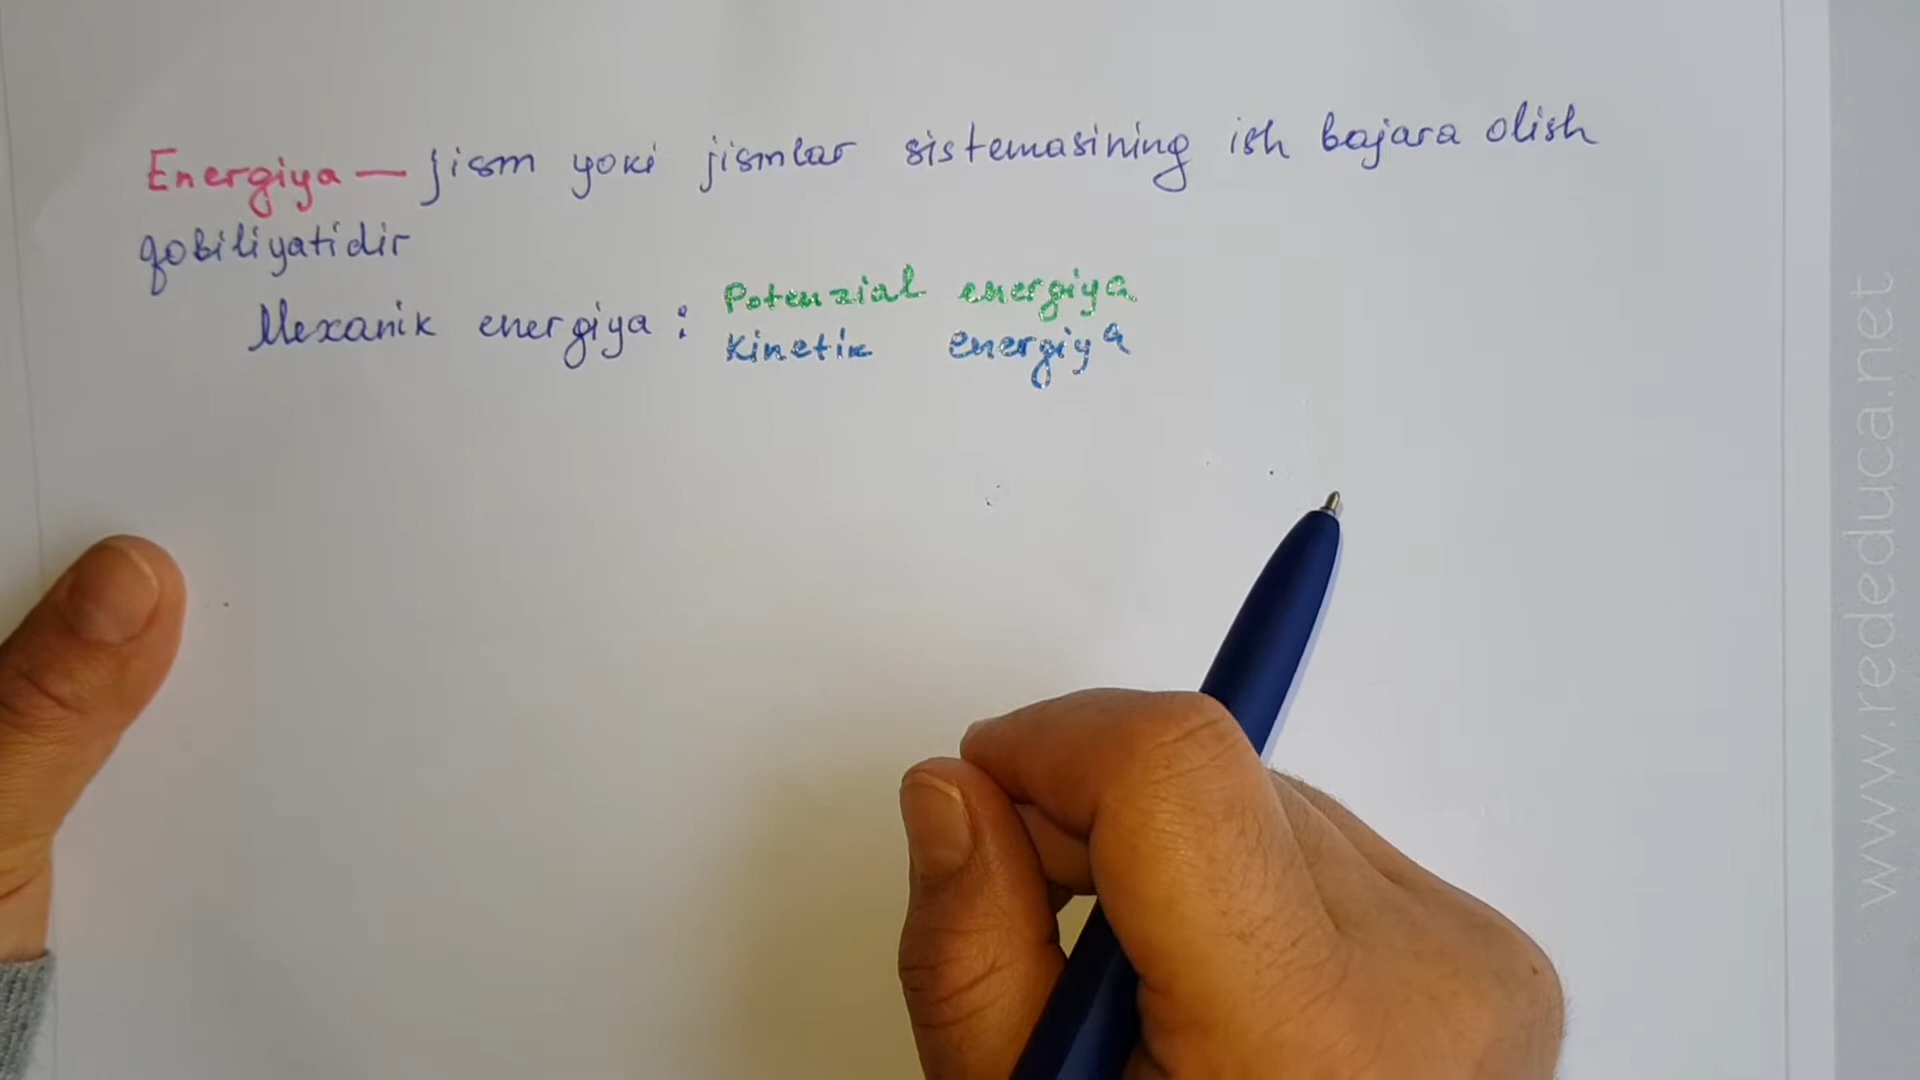 Energiya — jism yoki jismlar sistemasining ish bajara olish
qobiliyatidir
Mexanik energiya : Potenzial energiya
Kinetik energiya
www.rededuca.net